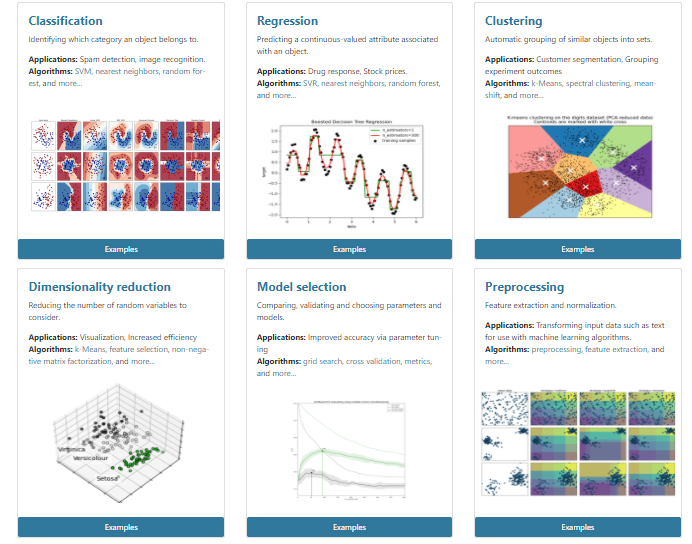 Classification
Identifying which category an object belongs to.
Applications: Spam detection, image recognition.
Algorithms: SVM, nearest neighbors, random for-
est, and more...
Examples
Regression
Predicting a continuous-valued attribute associated
with an object.
Applications: Drug response, Stock prices.
Algorithms: SVR, nearest neighbors, random forest,
and more...
Boosted Decision Tree Regression
n_estimators=1
n_estimators=300
training samples
target
data
Examples
Clustering
Automatic grouping of similar objects into sets.
Applications: Customer segmentation, Grouping
experiment outcomes
Algorithms: k-Means, spectral clustering, mean-
shift, and more...
K-means clustering on the digits dataset (PCA-reduced data)
Centroids are marked with white cross
Examples
Dimensionality reduction
Reducing the number of random variables to
consider.
Applications: Visualization, Increased efficiency
Algorithms: k-Means, feature selection, non-nega-
tive matrix factorization, and more...
Virginica
Versicolour
Setosa
Examples
Model selection
Comparing, validating and choosing parameters and
models.
Applications: Improved accuracy via parameter tun-
ing
Algorithms: grid search, cross validation, metrics,
and more...
Examples
Preprocessing
Feature extraction and normalization.
Applications: Transforming input data such as text
for use with machine learning algorithms.
Algorithms: preprocessing, feature extraction, and
more...
Examples